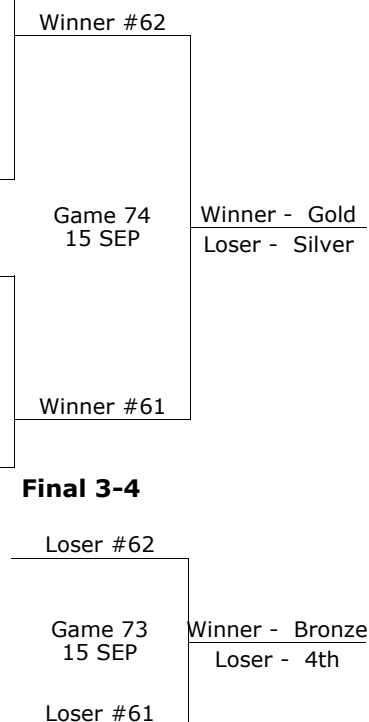 Winner #62
Game 74
15 SEP
Winner - Gold
Loser - Silver
Winner #61
Final 3-4
Loser #62
Game 73
15 SEP
Winner - Bronze
Loser - 4th
Loser #61